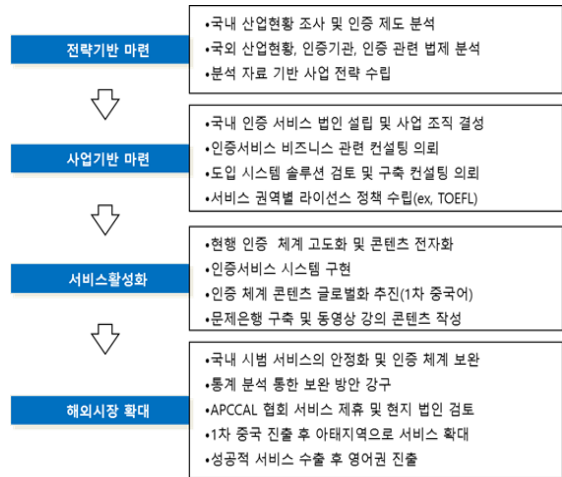 전략기반 마련
•국내 산업현황 조사 및 인증 제도 분석
•국외 산업현황, 인증기관, 인증 관련 법제 분석
•분석 자료 기반 사업 전략 수립
사업기반 마련
•국내 인증 서비스 법인 설립 및 사업 조직 결성
•인증서비스 비즈니스 관련 컨설팅 의뢰
•도입 시스템 솔루션 검토 및 구축 컨설팅 의뢰
•서비스 권역별 라이선스 정책 수립(ex, TOEFL)
서비스활성화
•현행 인증 체계 고도화 및 콘텐츠 전자화
•인증서비스 시스템 구현
•인증 체계 콘텐츠 글로벌화 추진(1차 중국어)
•문제은행 구축 및 동영상 강의 콘텐츠 작성
해외시장 확대
•국내 시범 서비스의 안정화 및 인증 체계 보완
•통계 분석 통한 보완 방안 강구
•APCCAL 협회 서비스 제휴 및 현지 법인 검토
•1차 중국 진출 후 아태지역으로 서비스 확대
•성공적 서비스 수출 후 영어권 진출